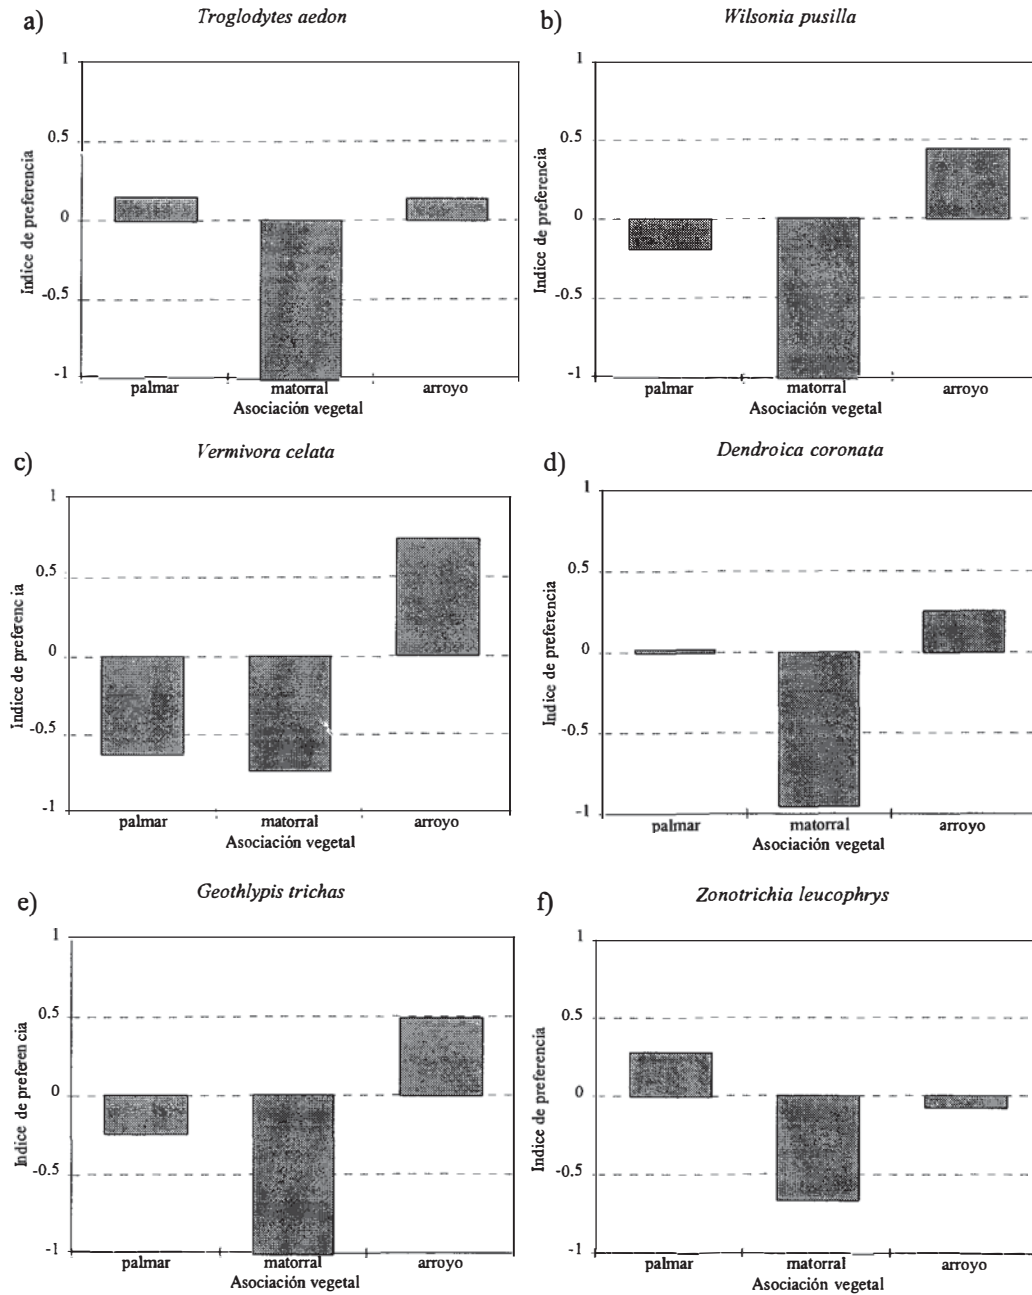 a)
Troglodytes aedon
1
0.5
0
-0.5
-1
Indice de preferencia
palmar matorral arroyo
Asociación vegetal
b)
Wilsonia pusilla
1
0.5
0
-0.5
-1
Indice de preferencia
palmar matorral arroyo
Asociación vegetal
c)
Vermivora celata
1
0.5
0
-0.5
-1
Indice de preferencia
palmar matorral arroyo
Asociación vegetal
d)
Dendroica coronata
1
0.5
0
-0.5
-1
Indice de preferencia
palmar matorral arroyo
Asociación vegetal
e)
Geothlypis trichas
1
0.5
0
-0.5
-1
Indice de preferencia
palmar matorral arroyo
Asociación vegetal
f)
Zonotrichia leucophrys
1
0.5
0
-0.5
-1
Indice de preferencia
palmar matorral arroyo
Asociación vegetal